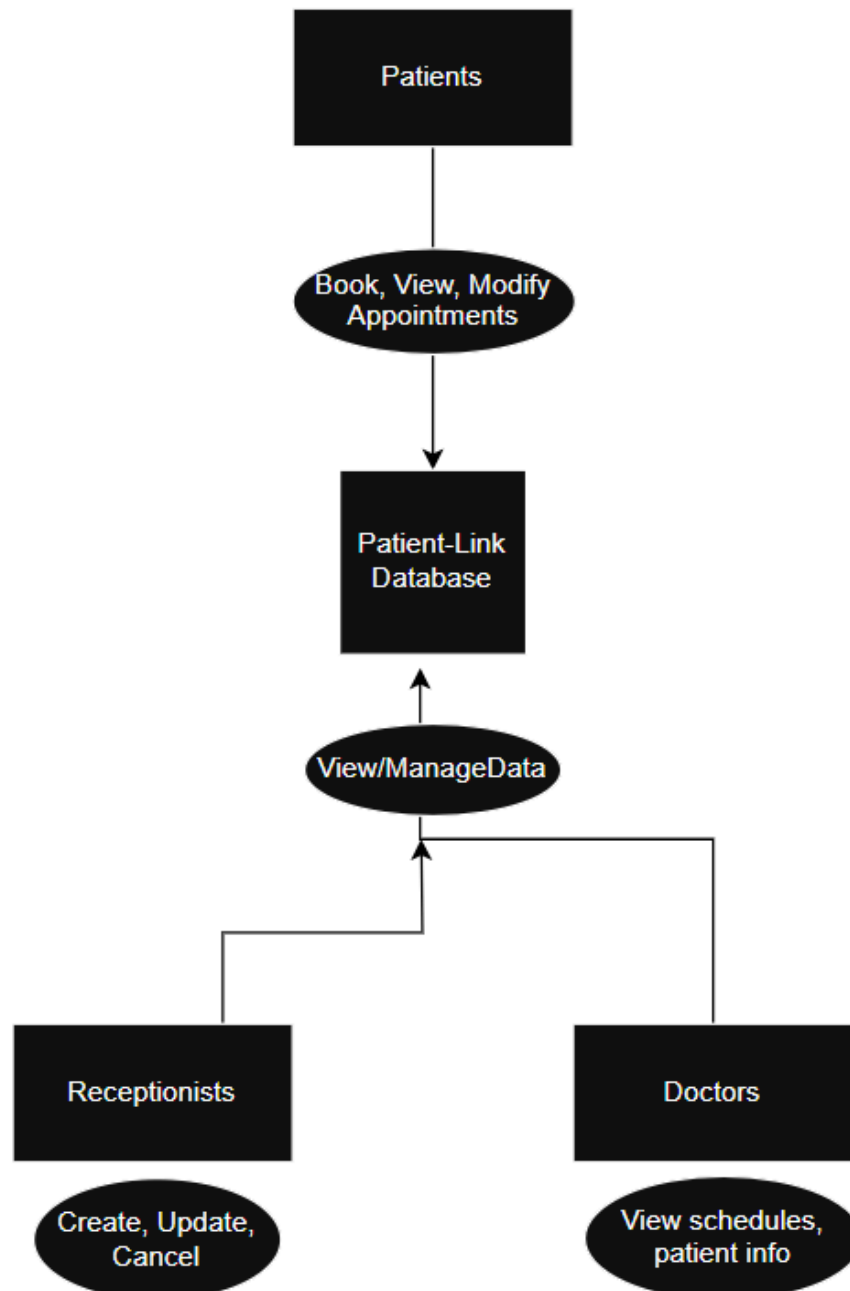 Patients
Book, View, Modify
Appointments
Patient-Link
Database
View/ManageData
Receptionists
Doctors
Create, Update,
Cancel
View schedules,
patient info